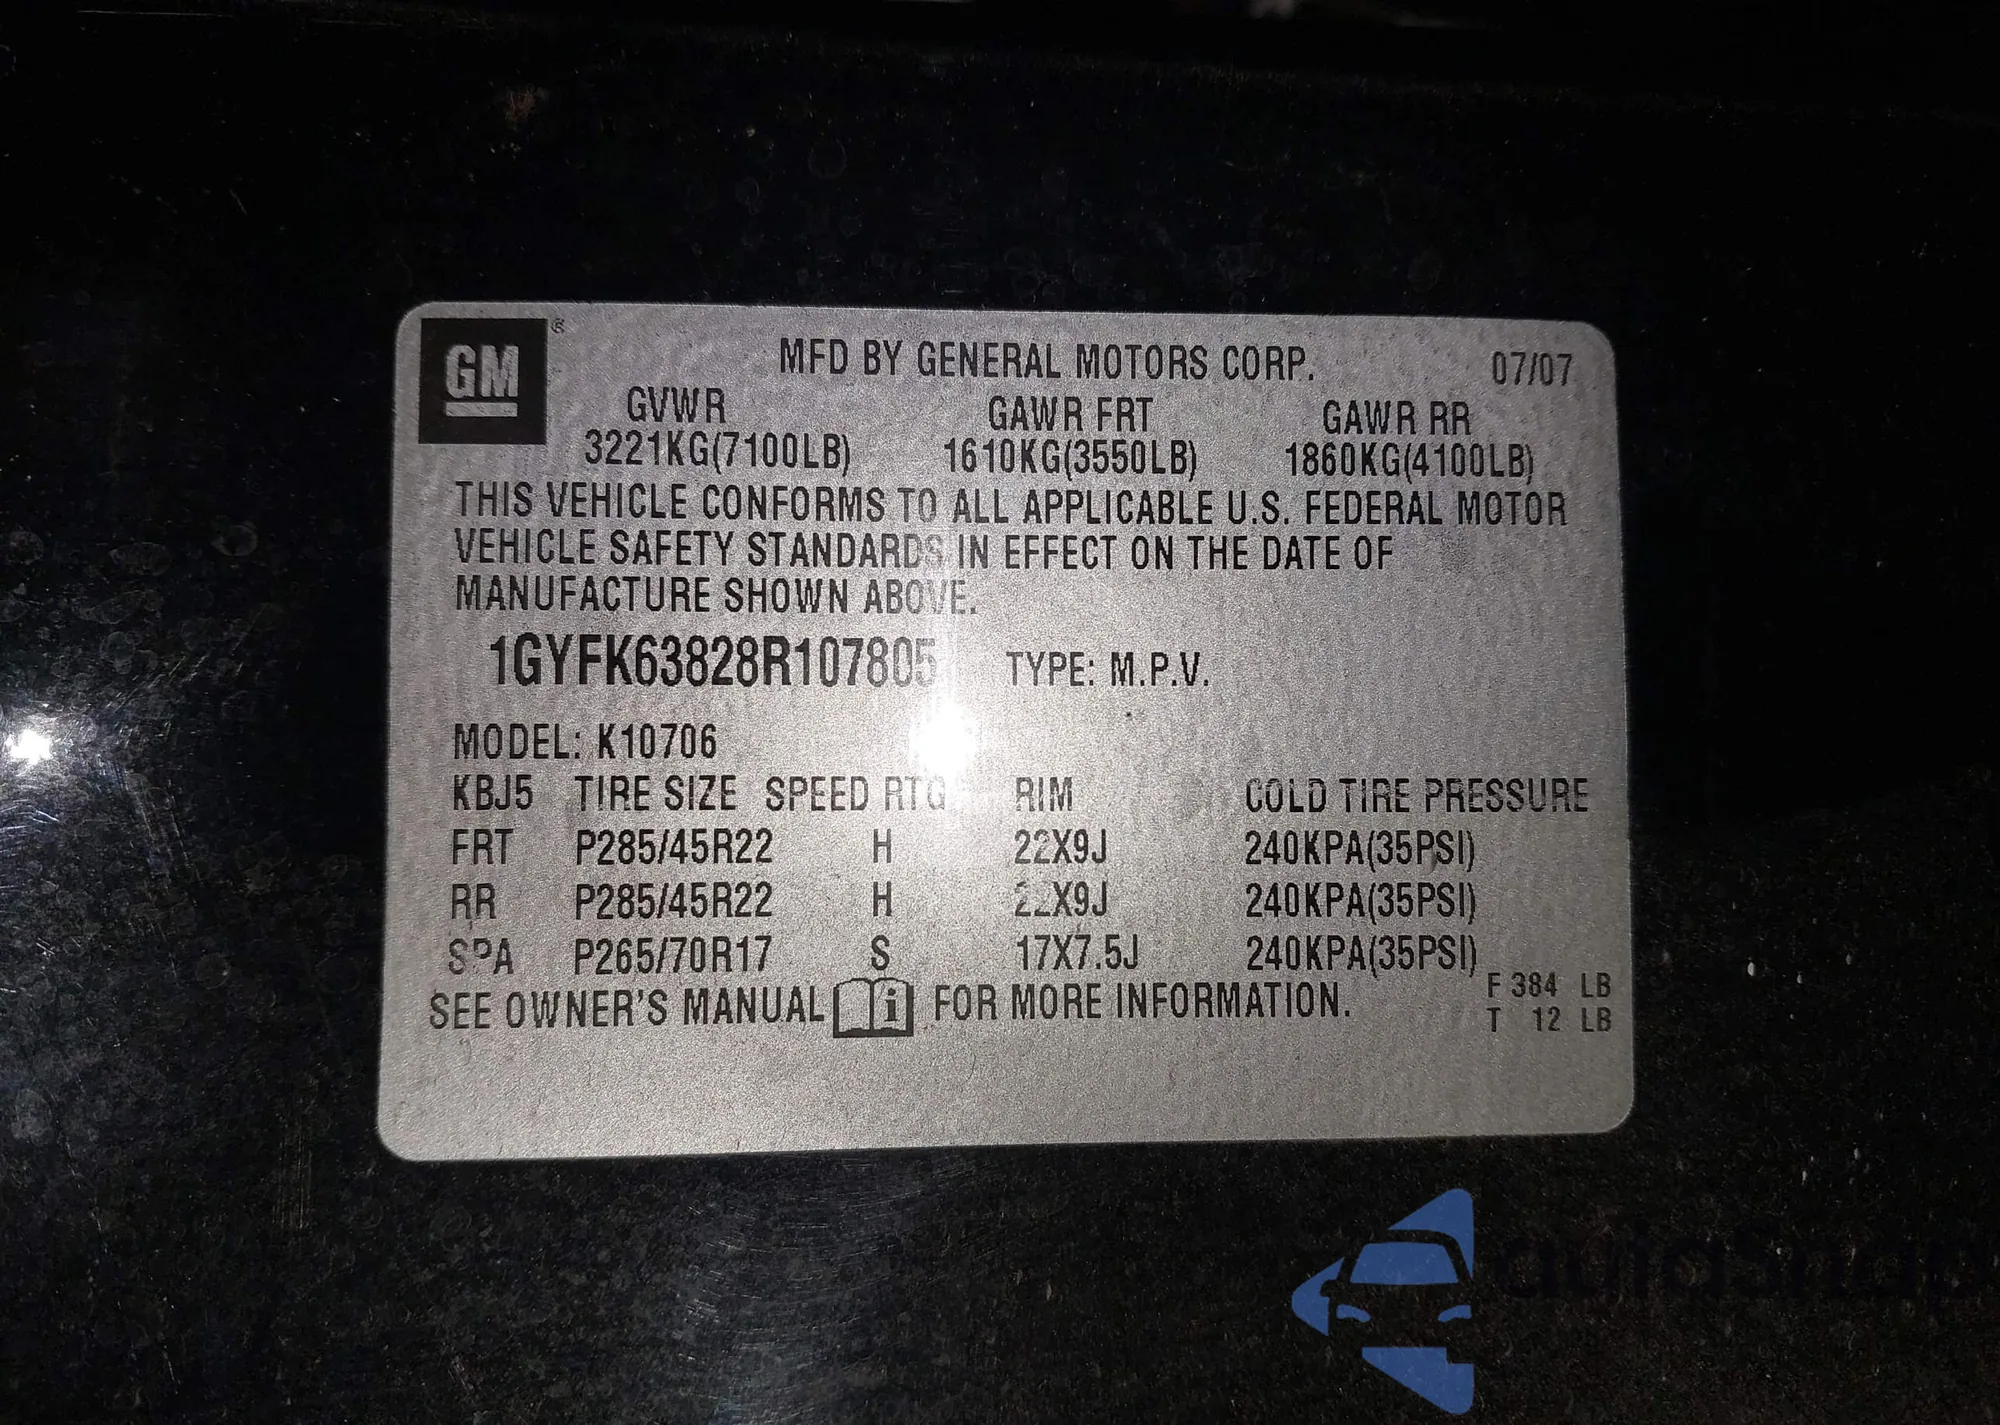 GM ®
MFD BY GENERAL MOTORS CORP. 07/07
GVWR GAWR FRT GAWR RR
3221KG(7100LB) 1610KG(3550LB) 1860KG(4100LB)
THIS VEHICLE CONFORMS TO ALL APPLICABLE U.S. FEDERAL MOTOR
VEHICLE SAFETY STANDARDS IN EFFECT ON THE DATE OF
MANUFACTURE SHOWN ABOVE.
1GYFK63828R107805 TYPE: M.P.V.
MODEL: K10706
KBJ5 TIRE SIZE SPEED RTG RIM COLD TIRE PRESSURE
FRT P285/45R22 H 22X9J 240KPA(35PSI)
RR P285/45R22 H 22X9J 240KPA(35PSI)
SPA P265/70R17 S 17X7.5J 240KPA(35PSI)
F 384 LB
SEE OWNER'S MANUAL i FOR MORE INFORMATION.
T 12 LB